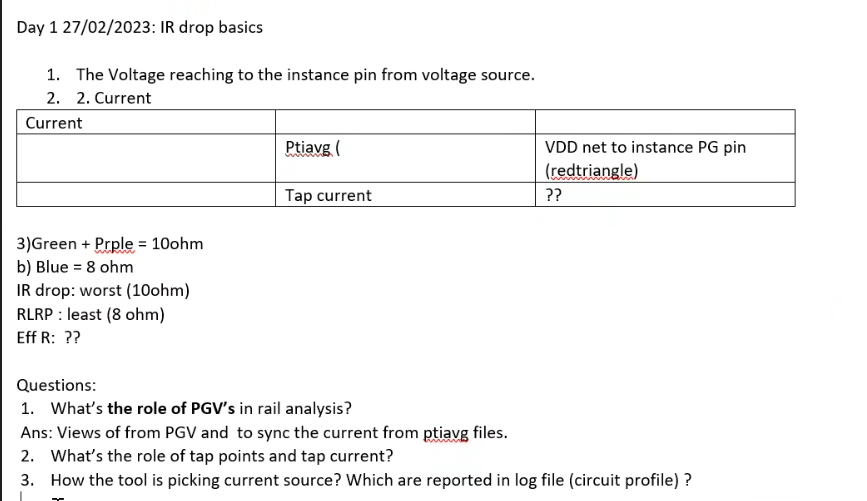 Day 1 27/02/2023: IR drop basics
1. The Voltage reaching to the instance pin from voltage source.
2. 2. Current
Current
Ptiavg ( VDD net to instance PG pin
(redtriangle)
Tap current ??
3)Green + Prple = 10ohm
b) Blue = 8 ohm
IR drop: worst (10ohm)
RLRP : least (8 ohm)
Eff R: ??
Questions:
1. What's the role of PGV's in rail analysis?
Ans: Views of from PGV and to sync the current from ptiavg files.
2. What's the role of tap points and tap current?
3. How the tool is picking current source? Which are reported in log file (circuit profile) ?